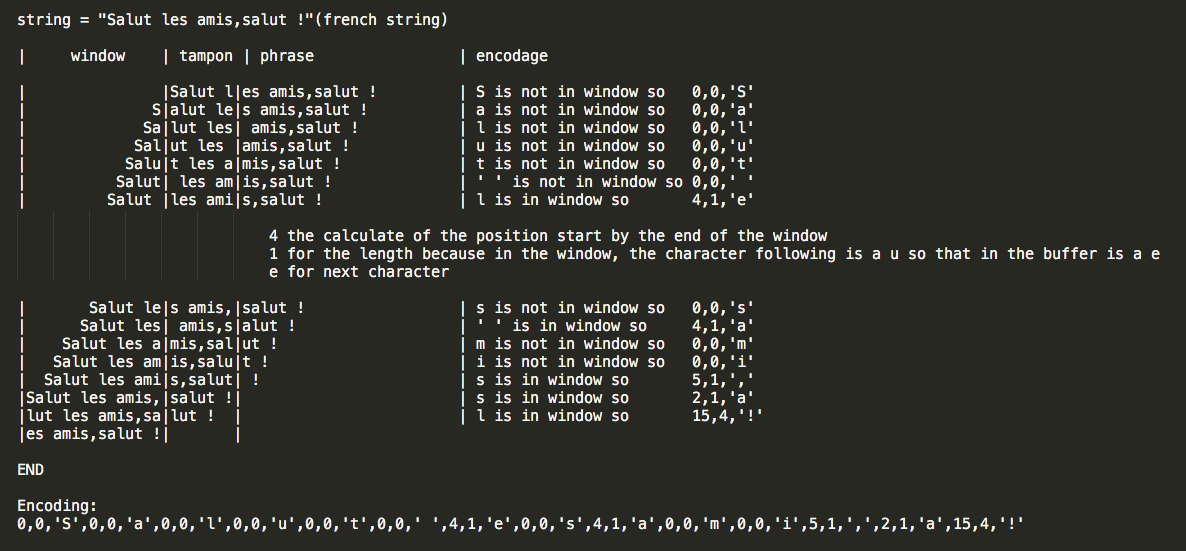 string = "Salut les amis,salut !"(french string)
|     window    | tampon | phrase                | encodage
|               |Salut l|es amis,salut !         | S is not in window so   0,0,'S'
|              S|alut le|s amis,salut !          | a is not in window so   0,0,'a'
|             Sa|lut les| amis,salut !           | l is not in window so   0,0,'l'
|            Sal|ut les |amis,salut !            | u is not in window so   0,0,'u'
|           Salu|t les a|mis,salut !             | t is not in window so   0,0,'t'
|          Salut| les am|is,salut !              | ' ' is not in window so 0,0,' '
|         Salut |les ami|s,salut !               | l is in window so       4,1,'e'
4 the calculate of the position start by the end of the window
1 for the length because in the window, the character following is a u so that in the buffer is a e
e for next character
|       Salut le|s amis,|salut !                 | s is not in window so   0,0,'s'
|      Salut les| amis,s|alut !                  | ' ' is in window so     4,1,'a'
|    Salut les a|mis,sal|ut !                    | m is not in window so   0,0,'m'
|   Salut les am|is,salu|t !                     | i is not in window so   0,0,'i'
|  Salut les ami|s,salut| !                      | s is in window so       5,1,','
|Salut les amis,|salut !|                        | s is in window so       2,1,'a'
|lut les amis,sa|lut !  |                        | l is in window so       15,4,'!'
|es amis,salut !|       |
END
Encoding:
0,0,'S',0,0,'a',0,0,'l',0,0,'u',0,0,'t',0,0,' ',4,1,'e',0,0,'s',4,1,'a',0,0,'m',0,0,'i',5,1,',',2,1,'a',15,4,'!'